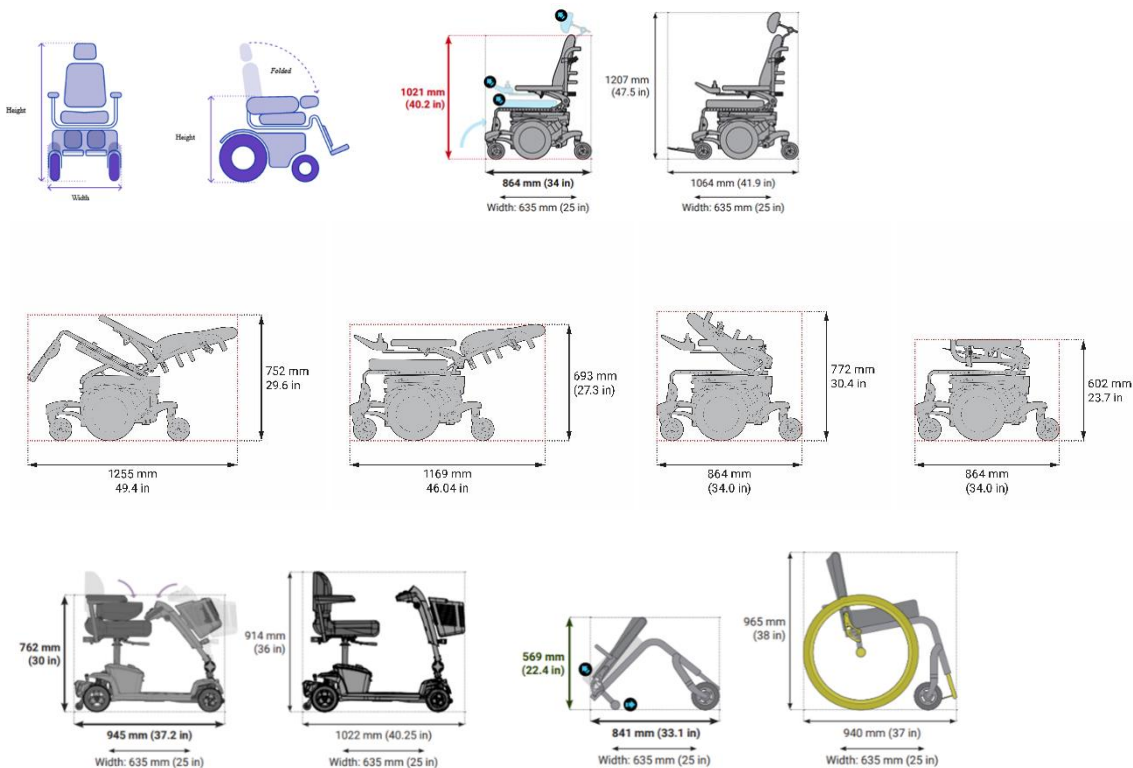 Height
Width
Folded
Height
1021 mm
(40.2 in)
864 mm (34 in)
Width: 635 mm (25 in)
1207 mm
(47.5 in)
1064 mm (41.9 in)
Width: 635 mm (25 in)
752 mm
29.6 in
1255 mm
49.4 in
693 mm
(27.3 in)
1169 mm
46.04 in
772 mm
30.4 in
864 mm
(34.0 in)
602 mm
23.7 in
864 mm
(34.0 in)
762 mm
(30 in)
945 mm (37.2 in)
Width: 635 mm (25 in)
914 mm
(36 in)
1022 mm (40.25 in)
Width: 635 mm (25 in)
569 mm
(22.4 in)
841 mm (33.1 in)
Width: 635 mm (25 in)
965 mm
(38 in)
940 mm (37 in)
Width: 635 mm (25 in)